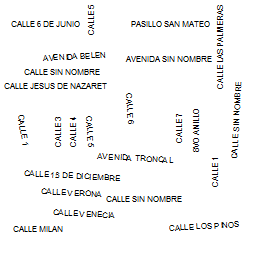 CALLE 6 DE JUNIO
CALLE 5
PASILLO SAN MATEO
CALLE LAS PALMERAS
AVENIDA BELEN
AVENIDA SIN NOMBRE
CALLE SIN NOMBRE
CALLE JESUS DE NAZARET
CALLE SIN NOMBRE
CALLE 6
CALLE 1
CALLE 3
CALLE 4
CALLE 5
CALLE 7
8VO ANILLO
AVENIDA TRONCAL
CALLE 1
CALLE 13 DE DICIEMBRE
CALLE VERONA
CALLE SIN NOMBRE
CALLE VENECIA
CALLE MILAN
CALLE LOS PINOS